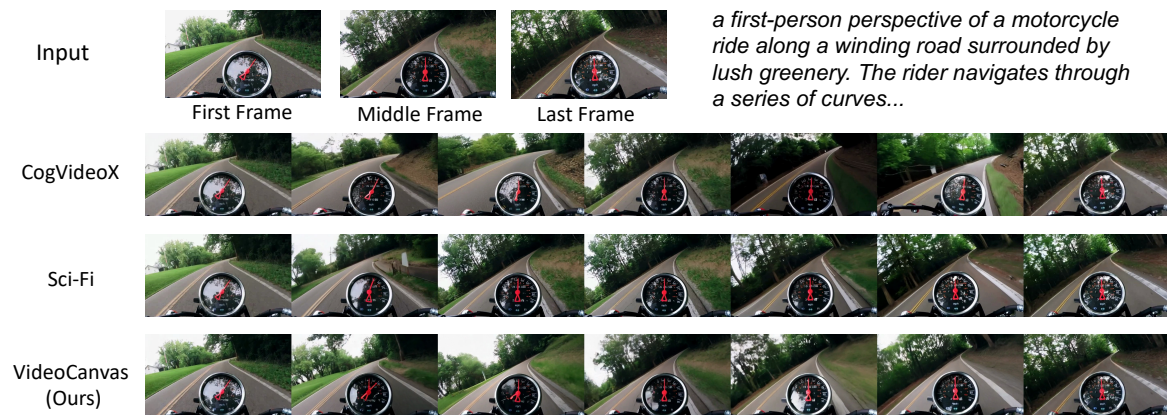 Input
First Frame
Middle Frame
Last Frame
a first-person perspective of a motorcycle
ride along a winding road surrounded by
lush greenery. The rider navigates through
a series of curves...
CogVideoX
Sci-Fi
VideoCanvas
(Ours)